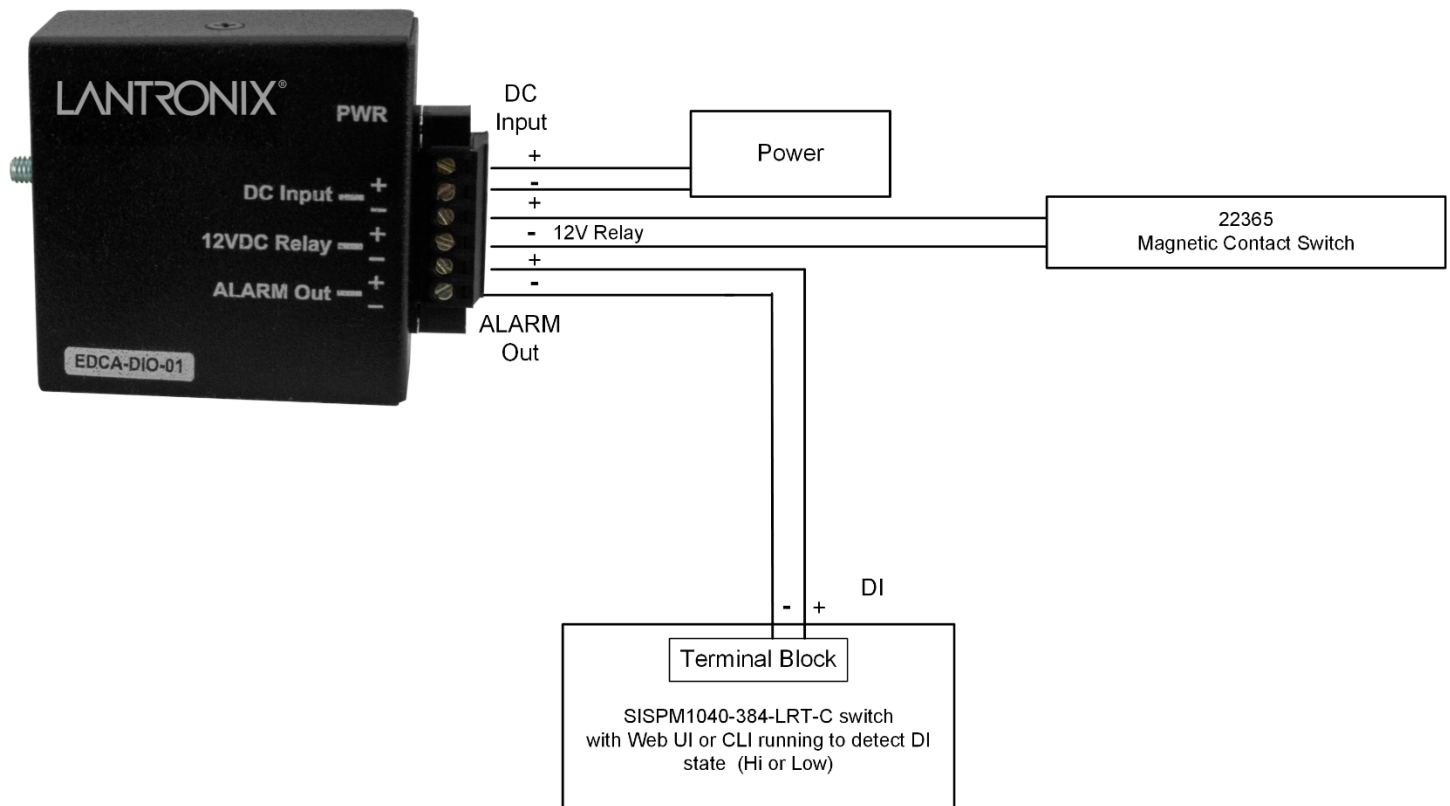 LANTRONIX®
PWR
DC Input + –
12VDC Relay + –
ALARM Out + –
EDCA-DIO-01
DC
Input
+
-
+
- 12V Relay
+
-
ALARM
Out
Power
22365
Magnetic Contact Switch
DI
- +
Terminal Block
SISPM1040-384-LRT-C switch
with Web UI or CLI running to detect DI
state (Hi or Low)